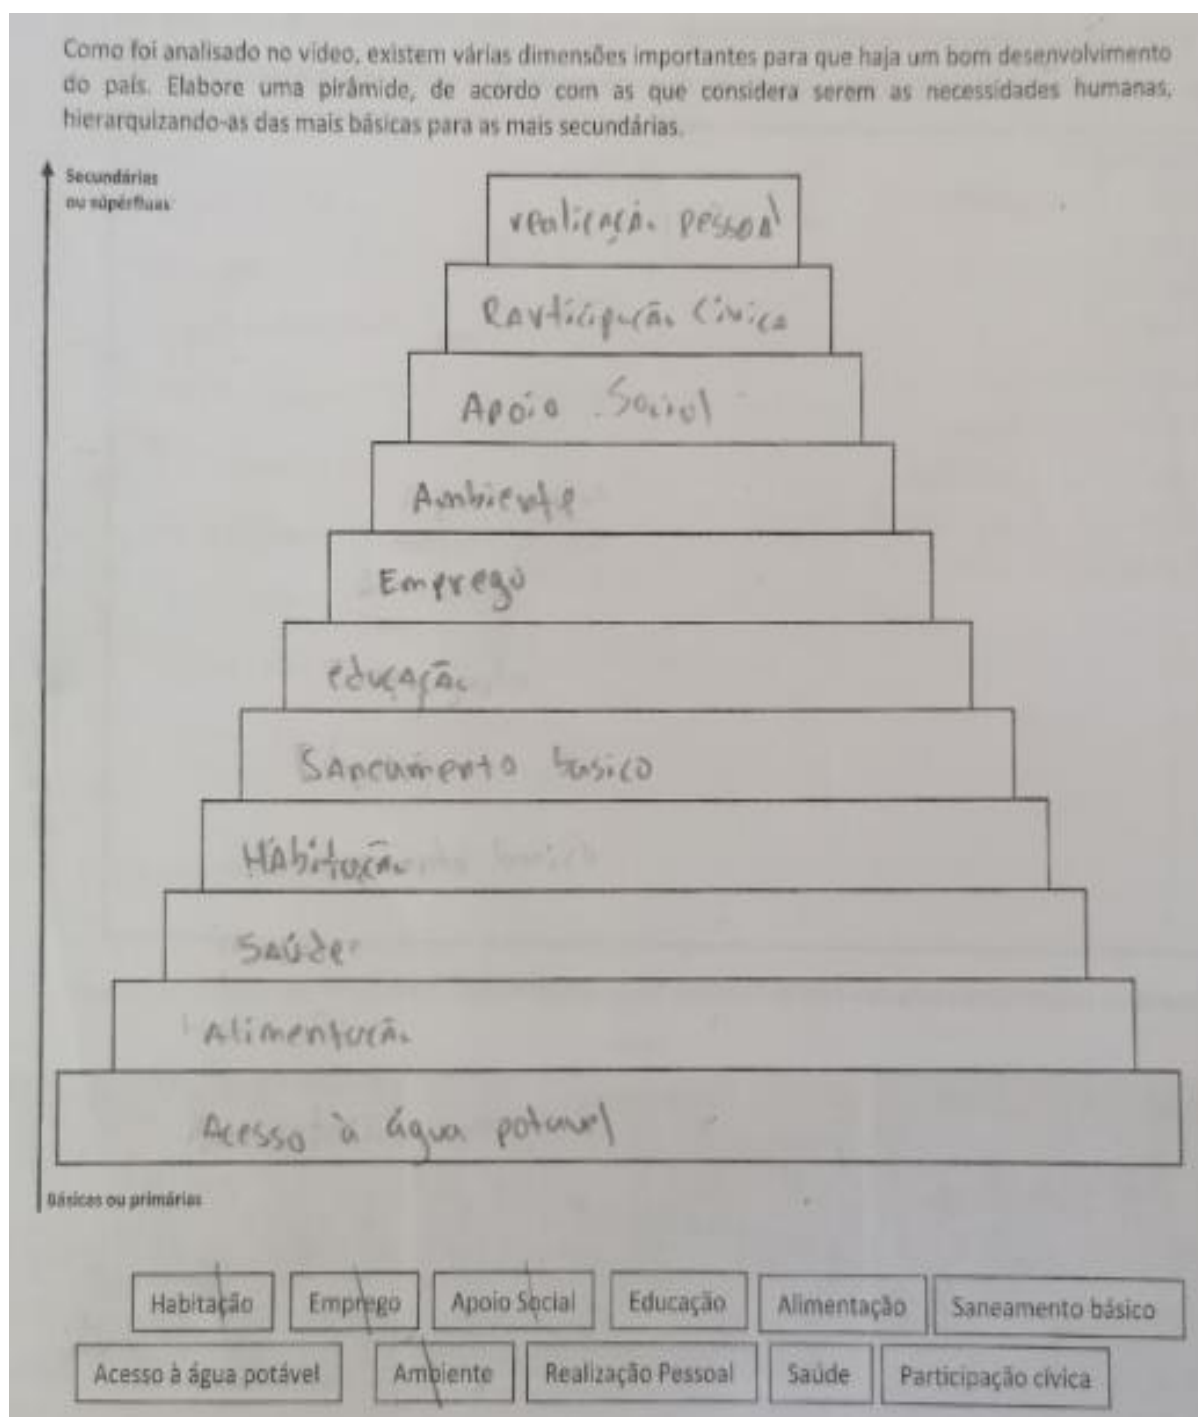 Como foi analisado no vídeo, existem várias dimensões importantes para que haja um bom desenvolvimento
do país. Elabore uma pirâmide, de acordo com as que considera serem as necessidades humanas,
hierarquizando-as das mais básicas para as mais secundárias.
Secundárias
ou supérfluas
realicação pessoal
Participação Cívica
Apoio Social
Ambiente
Emprego
educação
Saneamento basico
Habitação
Saúde
Alimentação
Acesso à água potavel
Básicas ou primárias
Habitação Emprego Apoio Social Educação Alimentação Saneamento básico
Acesso à água potável Ambiente Realização Pessoal Saúde Participação cívica